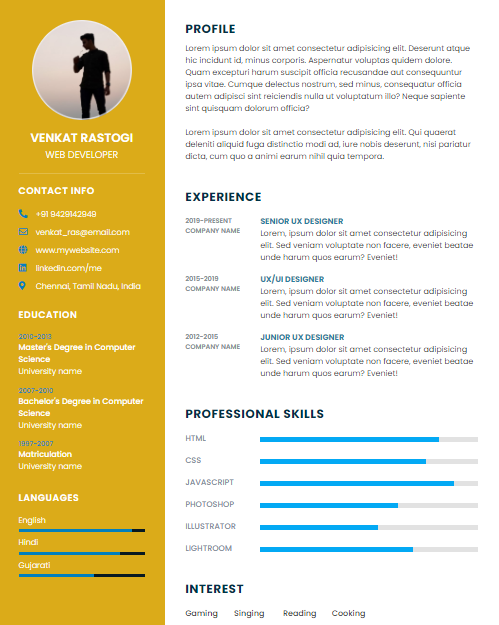 VENKAT RASTOGI
WEB DEVELOPER
CONTACT INFO
+91 9429142949
venkat_ras@email.com
www.mywebsite.com
linkedin.com/me
Chennai, Tamil Nadu, India
EDUCATION
2010-2013
Master's Degree in Computer
Science
University name
2007-2010
Bachelor's Degree in Computer
Science
University name
1997-2007
Matriculation
University name
LANGUAGES
English
Hindi
Gujarati
PROFILE
Lorem ipsum dolor sit amet consectetur adipisicing elit. Deserunt atque
hic incidunt id, minus corporis. Aspernatur voluptas quidem dolore.
Quam excepturi harum suscipit officia recusandae aut consequuntur
ipsa vitae. Cumque delectus nostrum, sed minus, consequatur officia
autem adipisci sint reiciendis nulla ut voluptatum illo? Neque sapiente
sint quisquam dolorum officia?
Lorem ipsum dolor sit amet consectetur adipisicing elit. Qui quaerat
deleniti aliquid fuga distinctio modi ad, iure nobis deserunt, nisi pariatur
dicta, cum quo a animi earum nihil quia tempora.
EXPERIENCE
2019-PRESENT SENIOR UX DESIGNER
COMPANY NAME Lorem, ipsum dolor sit amet consectetur adipisicing
elit. Sed veniam voluptate non facere, eveniet beatae
unde harum quos earum? Eveniet!
2015-2019 UX/UI DESIGNER
COMPANY NAME Lorem, ipsum dolor sit amet consectetur adipisicing
elit. Sed veniam voluptate non facere, eveniet beatae
unde harum quos earum? Eveniet!
2012-2015 JUNIOR UX DESIGNER
COMPANY NAME Lorem, ipsum dolor sit amet consectetur adipisicing
elit. Sed veniam voluptate non facere, eveniet beatae
unde harum quos earum? Eveniet!
PROFESSIONAL SKILLS
HTML
CSS
JAVASCRIPT
PHOTOSHOP
ILLUSTRATOR
LIGHTROOM
INTEREST
Gaming Singing Reading Cooking